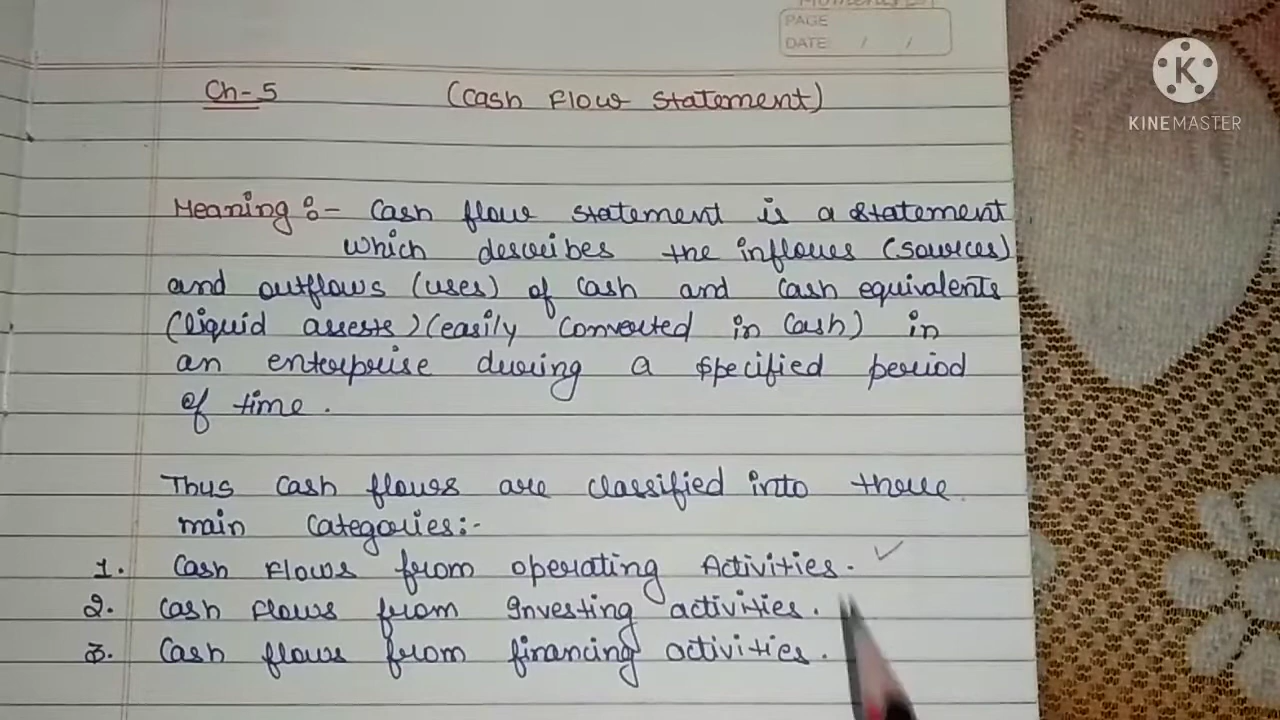 PAGE
DATE: / /
K
KINEMASTER
Ch-5 (Cash Flow Statement)
Meaning :- Cash flow statement is a statement
which describes the inflows (sources)
and outflows (uses) of cash and cash equivalents
(liquid assests) (easily converted in cash) in
an enterprise during a specified period
of time.
Thus cash flows are classified into three
main categories:-
1. Cash Flows from operating Activities.
2. Cash Flows from Investing activities.
3. Cash flows from financing activities.